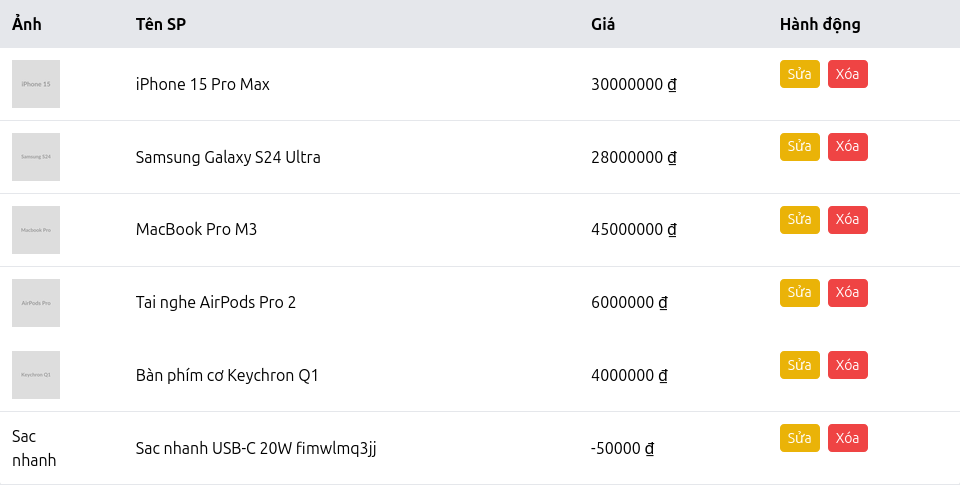 Ảnh Tên SP Giá Hành động
iPhone 15 iPhone 15 Pro Max 30000000 ₫ Sửa Xóa
Samsung S24 Samsung Galaxy S24 Ultra 28000000 ₫ Sửa Xóa
Macbook Pro MacBook Pro M3 45000000 ₫ Sửa Xóa
AirPods Pro Tai nghe AirPods Pro 2 6000000 ₫ Sửa Xóa
Keychron Q1 Bàn phím cơ Keychron Q1 4000000 ₫ Sửa Xóa
Sac
nhanh
Sac nhanh USB-C 20W fimwlmq3jj -50000 ₫ Sửa Xóa